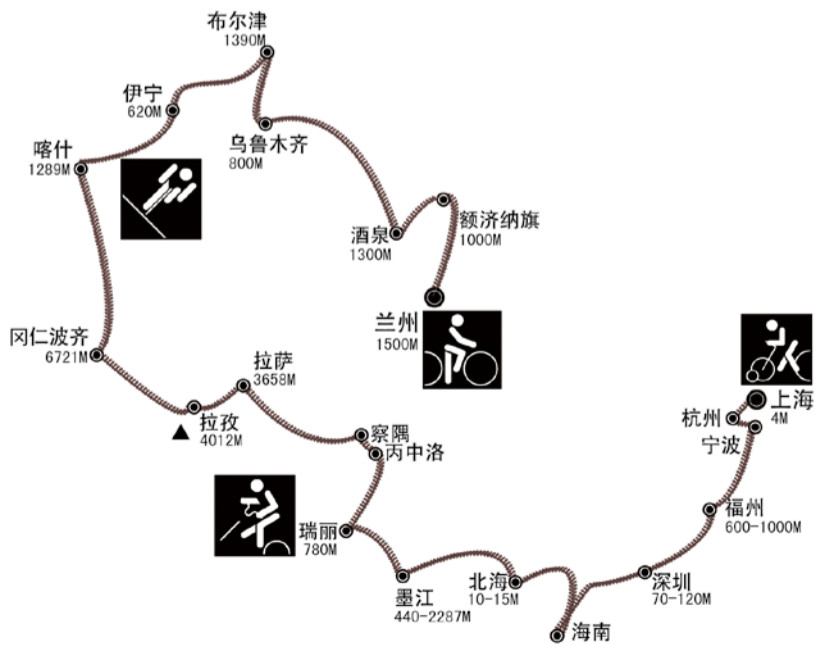 布尔津
1390M
伊宁
620M
乌鲁木齐
800M
喀什
1289M
额济纳旗
1000M
酒泉
1300M
兰州
1500M
冈仁波齐
6721M
拉萨
3658M
拉孜
4012M
上海
4M
杭州
宁波
察隅
丙中洛
福州
600-1000M
瑞丽
780M
墨江
440-2287M
北海
10-15M
深圳
70-120M
海南